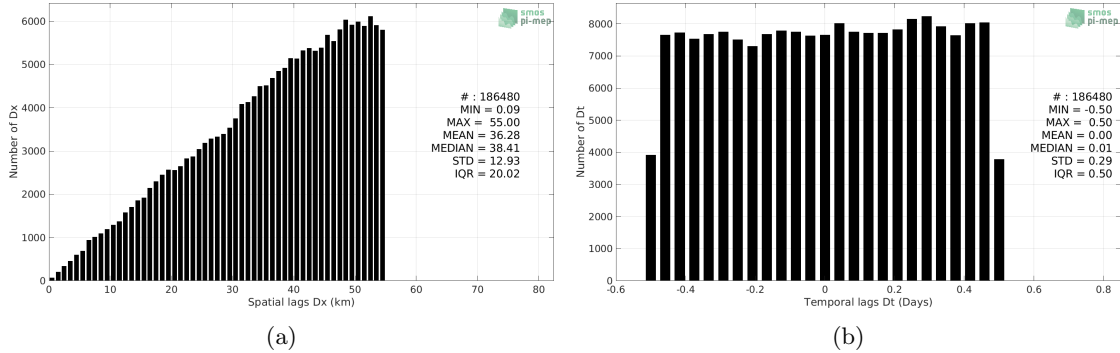 smos
pi-mep
6000
5000
4000
3000
2000
1000
0
Number of Dx
# : 186480
MIN = 0.09
MAX = 55.00
MEAN = 36.28
MEDIAN = 38.41
STD = 12.93
IQR = 20.02
0 10 20 30 40 50 60 70 80
Spatial lags Dx (km)
(a)
smos
pi-mep
8000
7000
6000
5000
4000
3000
2000
1000
0
Number of Dt
# : 186480
MIN = -0.50
MAX = 0.50
MEAN = 0.00
MEDIAN = 0.01
STD = 0.29
IQR = 0.50
-0.6 -0.4 -0.2 0 0.2 0.4 0.6 0.8
Temporal lags Dt (Days)
(b)